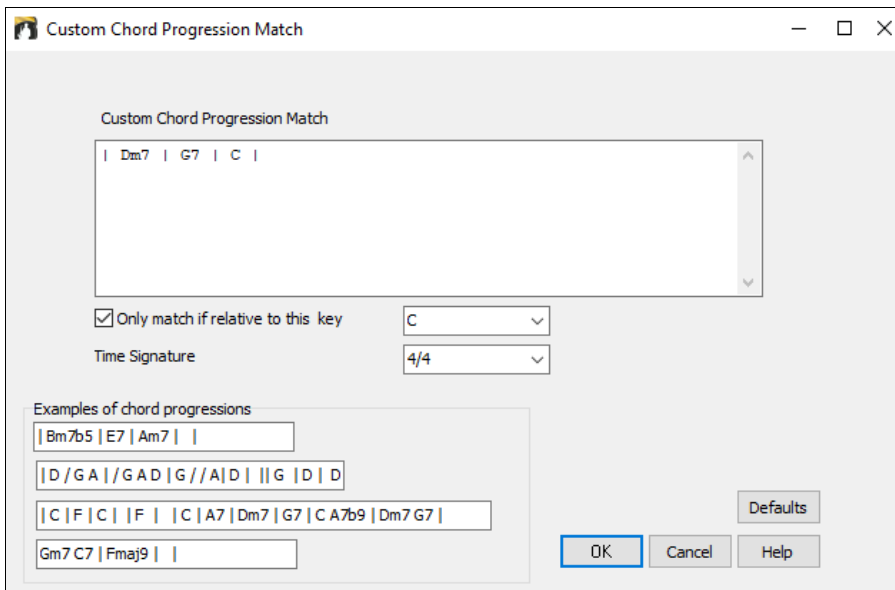 Custom Chord Progression Match
Custom Chord Progression Match
| Dm7 | G7 | C |
Only match if relative to this key
C
Time Signature
4/4
Examples of chord progressions
| Bm7b5 | E7 | Am7 | |
| D / G A | / G A D | G / / A | D | || G | D | D
| C | F | C | | F | | C | A7 | Dm7 | G7 | C A7b9 | Dm7 G7 |
Gm7 C7 | Fmaj9 | |
Defaults
OK
Cancel
Help